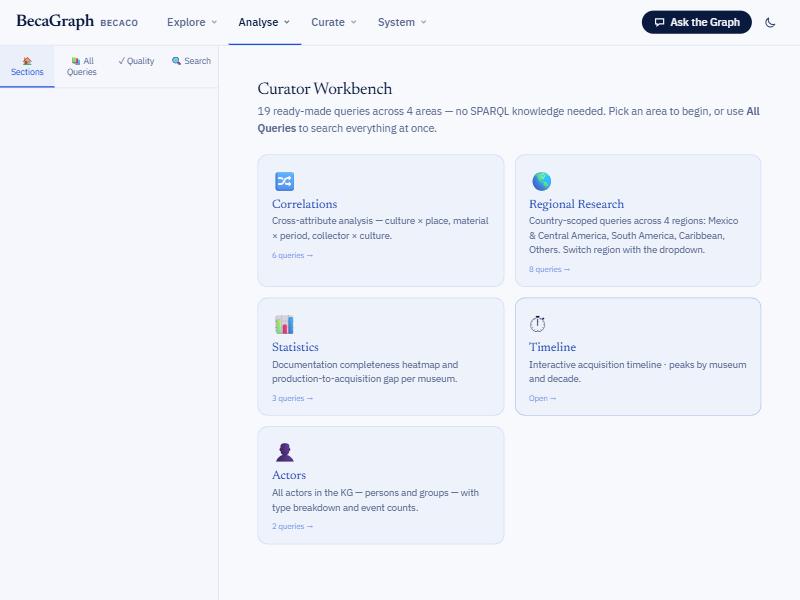 BecaGraph BECACO
Explore
Analyse
Curate
System
Ask the Graph
Sections
All Queries
✓ Quality
Search
Curator Workbench
19 ready-made queries across 4 areas — no SPARQL knowledge needed. Pick an area to begin, or use All
Queries to search everything at once.
Correlations
Cross-attribute analysis — culture × place, material
× period, collector × culture.
6 queries →
Regional Research
Country-scoped queries across 4 regions: Mexico
& Central America, South America, Caribbean,
Others. Switch region with the dropdown.
8 queries →
Statistics
Documentation completeness heatmap and
production-to-acquisition gap per museum.
3 queries →
Timeline
Interactive acquisition timeline · peaks by museum
and decade.
Open →
Actors
All actors in the KG — persons and groups — with
type breakdown and event counts.
2 queries →